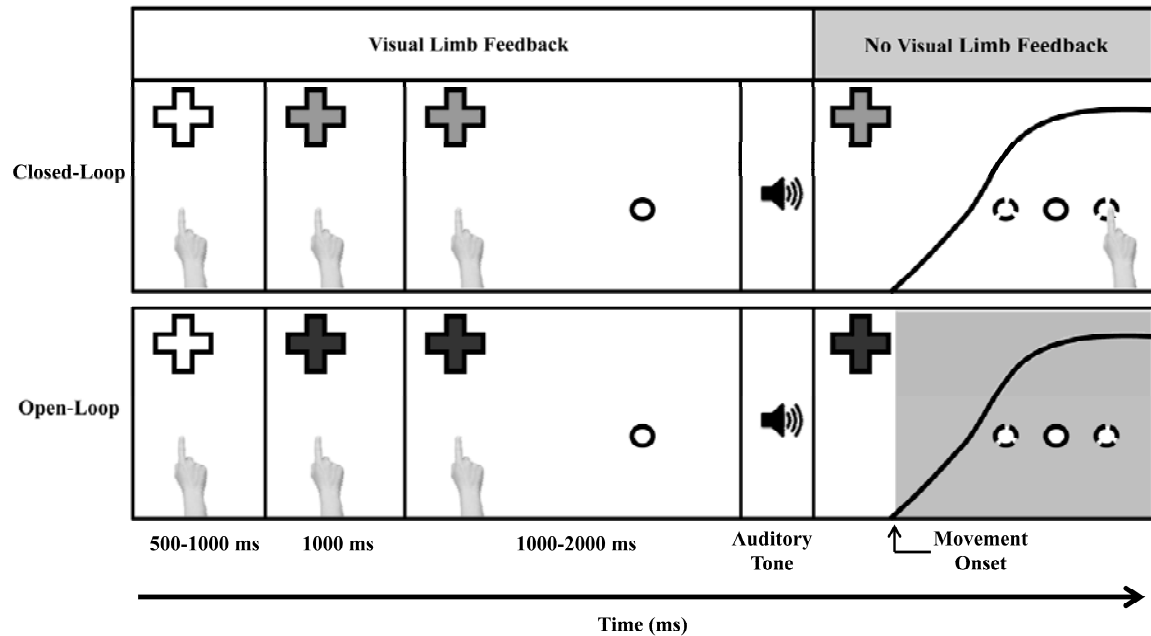 Visual Limb Feedback
No Visual Limb Feedback
Closed-Loop
Open-Loop
500-1000 ms
1000 ms
1000-2000 ms
Auditory
Tone
Movement
Onset
Time (ms)